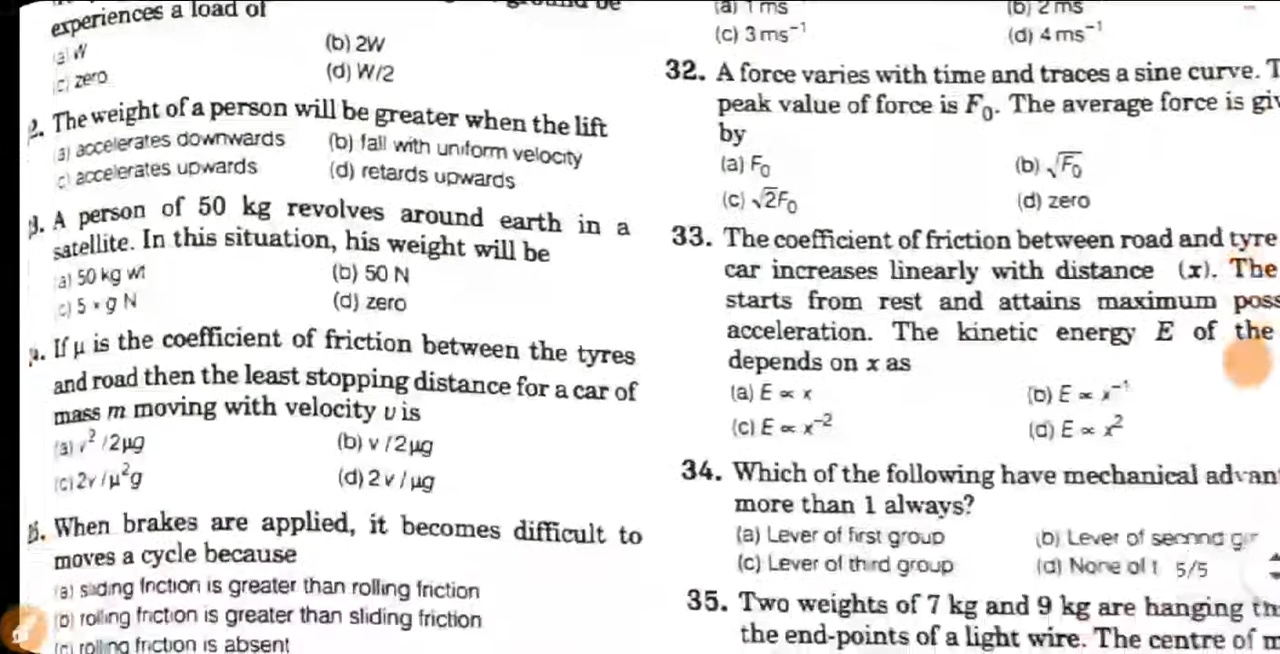 experiences a load of
(a) W
(b) 2W
(c) zero
(d) W/2
2. The weight of a person will be greater when the lift
(a) accelerates downwards
(b) fall with uniform velocity
(c) accelerates upwards
(d) retards upwards
3. A person of 50 kg revolves around earth in a
satellite. In this situation, his weight will be
(a) 50 kg wt
(b) 50 N
(c) 5 × g N
(d) zero
If μ is the coefficient of friction between the tyres
and road then the least stopping distance for a car of
mass m moving with velocity v is
(a) v²/2μg
(b) v/2μg
(c) 2v/μ²g
(d) 2v/μg
When brakes are applied, it becomes difficult to
moves a cycle because
(a) sliding friction is greater than rolling friction
(b) rolling friction is greater than sliding friction
(c) rolling friction is absent
(a) 1 ms
(b) 2 ms
(c) 3 ms⁻¹
(d) 4 ms⁻¹
32. A force varies with time and traces a sine curve. T
peak value of force is F₀. The average force is giv
by
(a) F₀
(b) √F₀
(c) √2F₀
(d) zero
33. The coefficient of friction between road and tyre
car increases linearly with distance (x). The
starts from rest and attains maximum poss
acceleration. The kinetic energy E of the
depends on x as
(a) E ∝ x
(b) E ∝ x⁻¹
(c) E ∝ x⁻²
(d) E ∝ x²
34. Which of the following have mechanical advan
more than 1 always?
(a) Lever of first group
(b) Lever of second gr
(c) Lever of third group
(d) None of t 5/5
35. Two weights of 7 kg and 9 kg are hanging th
the end-points of a light wire. The centre of m